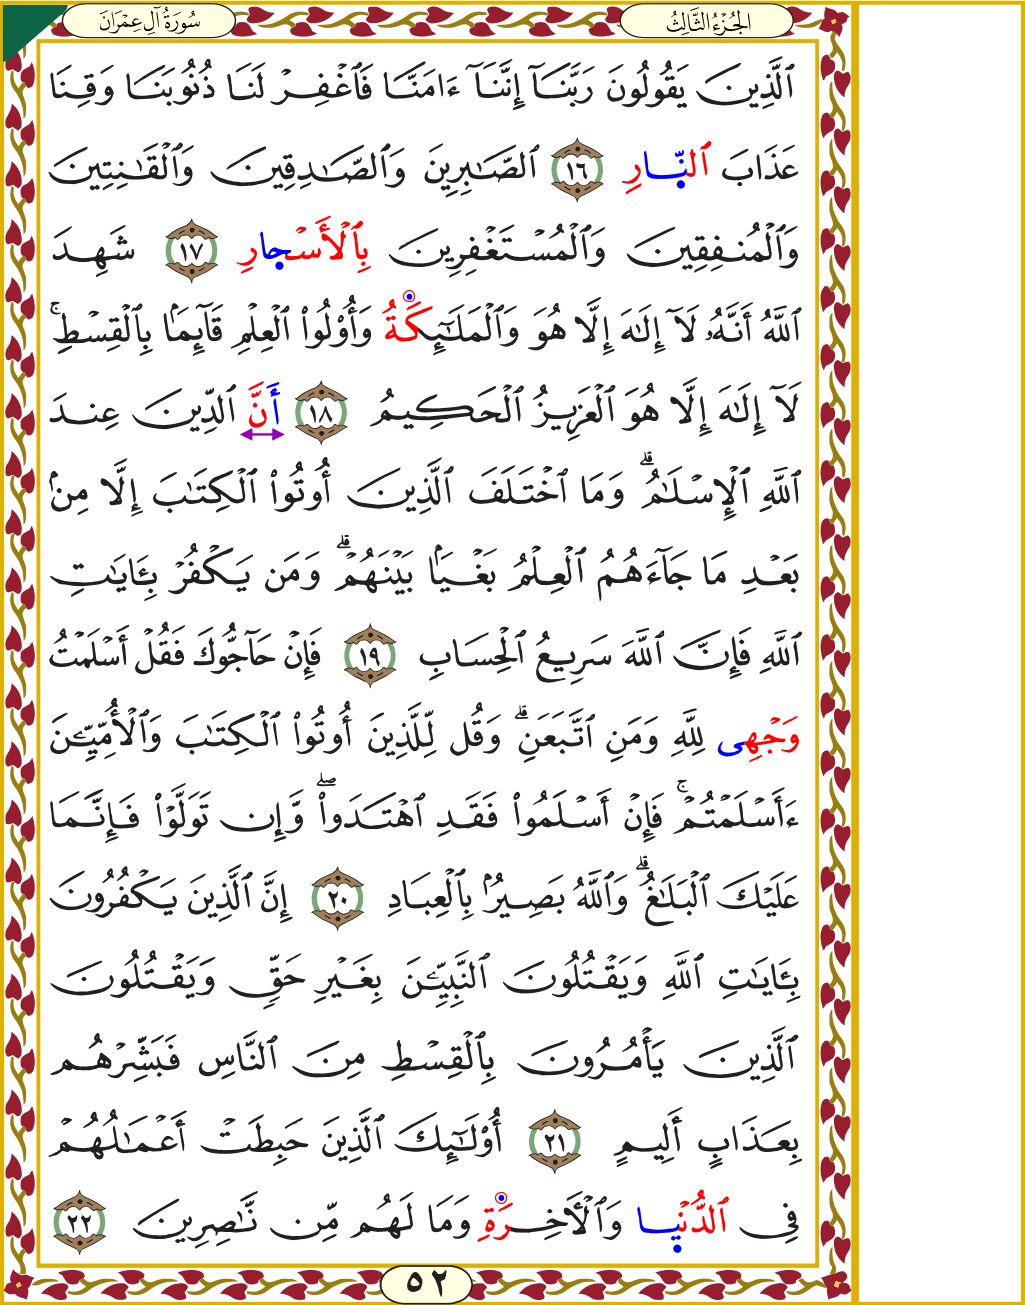 سُورَةُ آلِ عِمْرَان
الجُزْءُ الثَّالِثُ
ٱلَّذِينَ يَقُولُونَ رَبَّنَآ إِنَّنَآ ءَامَنَّا فَٱغْفِرْ لَنَا ذُنُوبَنَا وَقِنَا
عَذَابَ ٱلنّ۪ارِ ١٦ ٱلصَّٰبِرِينَ وَٱلصَّٰدِقِينَ وَٱلْقَٰنِتِينَ
وَٱلْمُنفِقِينَ وَٱلْمُسْتَغْفِرِينَ بِٱلْأَسْح۪ارِ ١٧ شَهِدَ
ٱللَّهُ أَنَّهُۥ لَآ إِلَٰهَ إِلَّا هُوَ وَٱلْمَلَٰٓئِكَةُ وَأُو۟لُوا۟ ٱلْعِلْمِ قَآئِمَۢا بِٱلْقِسْطِۚ
لَآ إِلَٰهَ إِلَّا هُوَ ٱلْعَزِيزُ ٱلْحَكِيمُ ١٨ أَنَّ ٱلدِّينَ عِندَ
ٱللَّهِ ٱلْإِسْلَٰمُۗ وَمَا ٱخْتَلَفَ ٱلَّذِينَ أُوتُوا۟ ٱلْكِتَٰبَ إِلَّا مِنۢ
بَعْدِ مَا جَآءَهُمُ ٱلْعِلْمُ بَغْيَۢا بَيْنَهُمْۗ وَمَن يَكْفُرْ بِـَٔايَٰتِ
ٱللَّهِ فَإِنَّ ٱللَّهَ سَرِيعُ ٱلْحِسَابِ ١٩ فَإِنْ حَآجُّوكَ فَقُلْ أَسْلَمْتُ
وَجْهِى لِلَّهِ وَمَنِ ٱتَّبَعَنِۗ وَقُل لِّلَّذِينَ أُوتُوا۟ ٱلْكِتَٰبَ وَٱلْأُمِّيِّـۧنَ
ءَأَسْلَمْتُمْۚ فَإِنْ أَسْلَمُوا۟ فَقَدِ ٱهْتَدَوا۟ۖ وَّإِن تَوَلَّوْا۟ فَإِنَّمَا
عَلَيْكَ ٱلْبَلَٰغُۗ وَٱللَّهُ بَصِيرُۢ بِٱلْعِبَادِ ٢٠ إِنَّ ٱلَّذِينَ يَكْفُرُونَ
بِـَٔايَٰتِ ٱللَّهِ وَيَقْتُلُونَ ٱلنَّبِيِّـۧنَ بِغَيْرِ حَقٍّ وَيَقْتُلُونَ
ٱلَّذِينَ يَأْمُرُونَ بِٱلْقِسْطِ مِنَ ٱلنَّاسِ فَبَشِّرْهُم
بِعَذَابٍ أَلِيمٍ ٢١ أُو۟لَٰٓئِكَ ٱلَّذِينَ حَبِطَتْ أَعْمَٰلُهُمْ
فِى ٱلدُّنْي۪ا وَٱلْـَٔاخِرَةِ وَمَا لَهُم مِّن نَّٰصِرِينَ ٢٢
٥٢